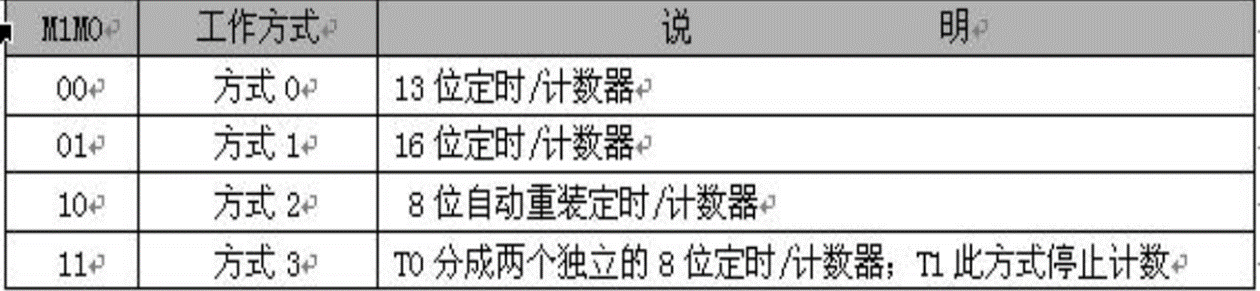 M1M0 工作方式 说 明
00 方式 0 13 位定时/计数器
01 方式 1 16 位定时/计数器
10 方式 2 8 位自动重装定时/计数器
11 方式 3 T0 分成两个独立的 8 位定时/计数器；T1 此方式停止计数